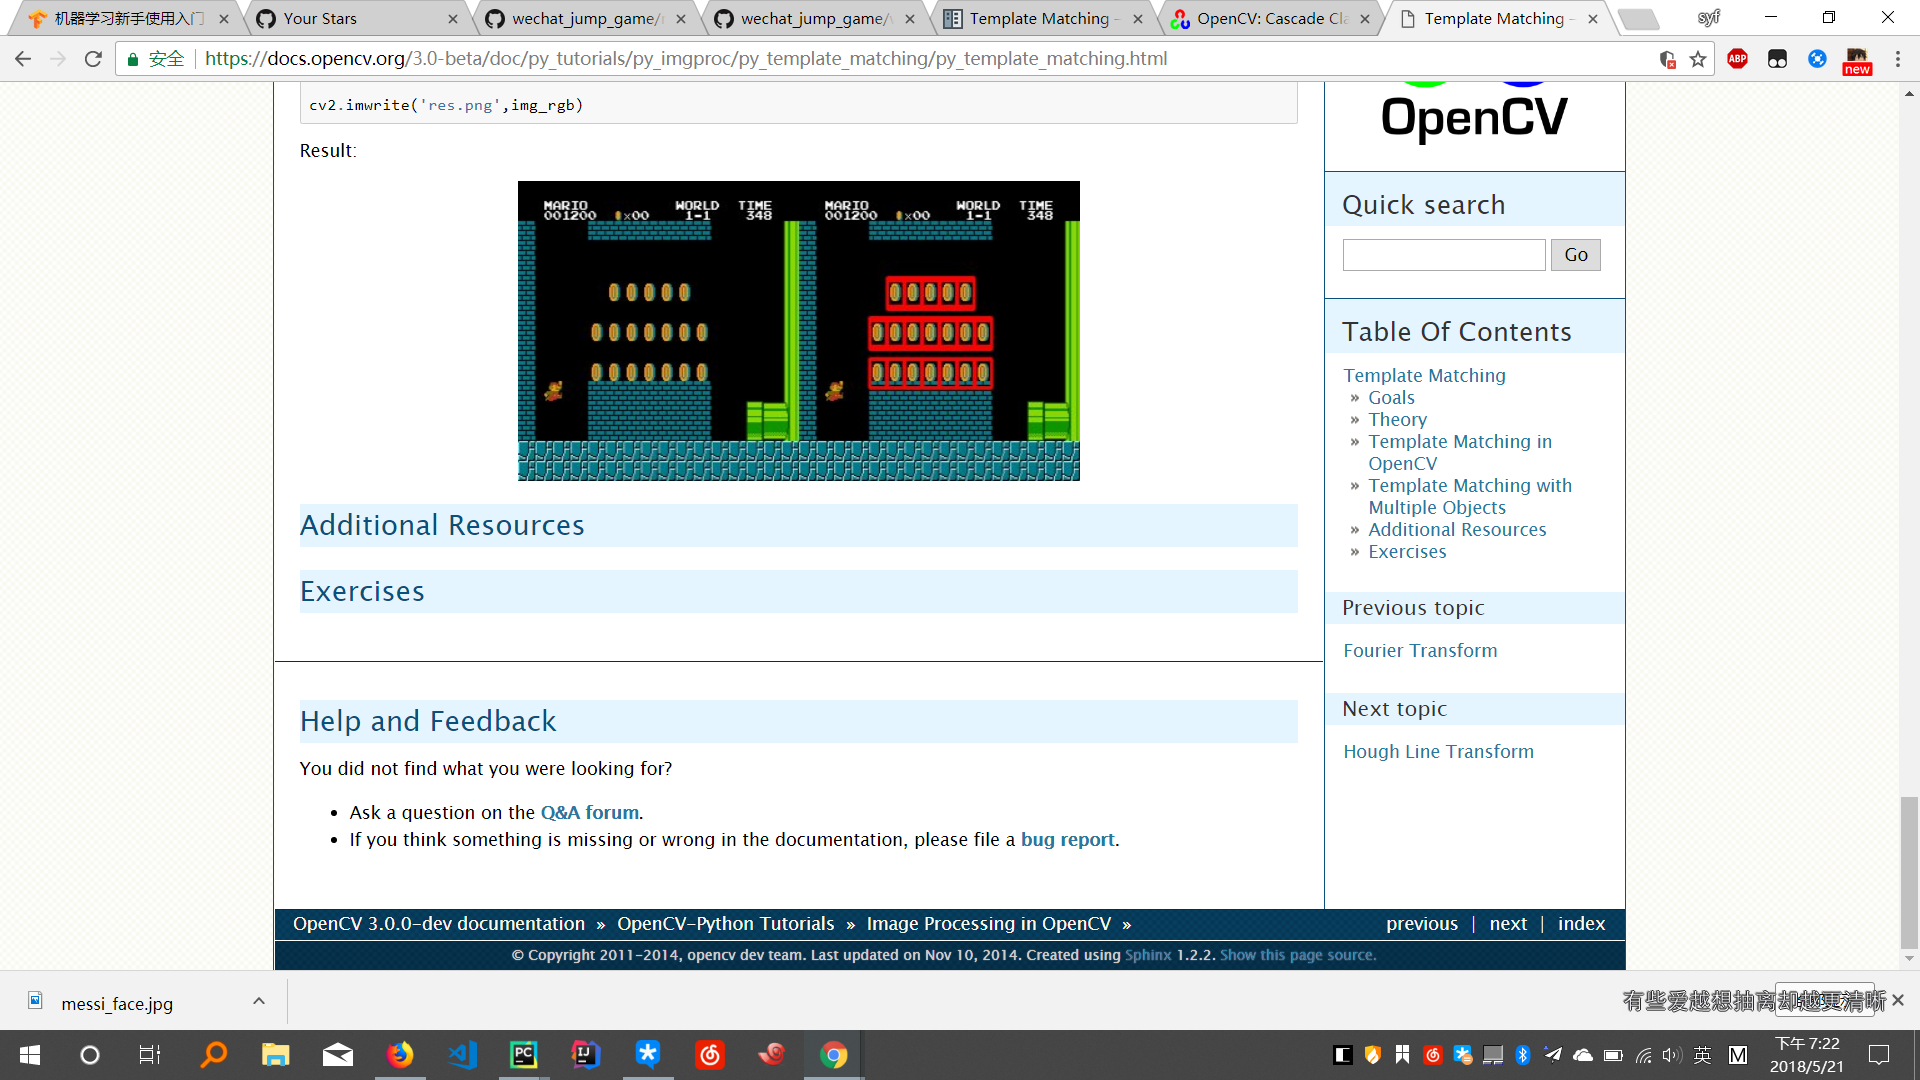 机器学习新手使用入门
Your Stars
wechat_jump_game/
wechat_jump_game/
Template Matching -
OpenCV: Cascade Cla
Template Matching -
syf
安全
https://docs.opencv.org/3.0-beta/doc/py_tutorials/py_imgproc/py_template_matching/py_template_matching.html
ABP
new
cv2.imwrite('res.png',img_rgb)
Result:
MARIO WORLD TIME MARIO WORLD TIME
001200 x00 1-1 348 001200 x00 1-1 348
Additional Resources
Exercises
Help and Feedback
You did not find what you were looking for?
Ask a question on the Q&A forum.
If you think something is missing or wrong in the documentation, please file a bug report.
OpenCV
Quick search
Go
Table Of Contents
Template Matching
» Goals
» Theory
» Template Matching in
OpenCV
» Template Matching with
Multiple Objects
» Additional Resources
» Exercises
Previous topic
Fourier Transform
Next topic
Hough Line Transform
OpenCV 3.0.0-dev documentation » OpenCV-Python Tutorials » Image Processing in OpenCV »
previous | next | index
© Copyright 2011-2014, opencv dev team. Last updated on Nov 10, 2014. Created using Sphinx 1.2.2. Show this page source.
messi_face.jpg
有些爱越想抽离却越更清晰
PC
IJ
英
M
下午 7:22
2018/5/21